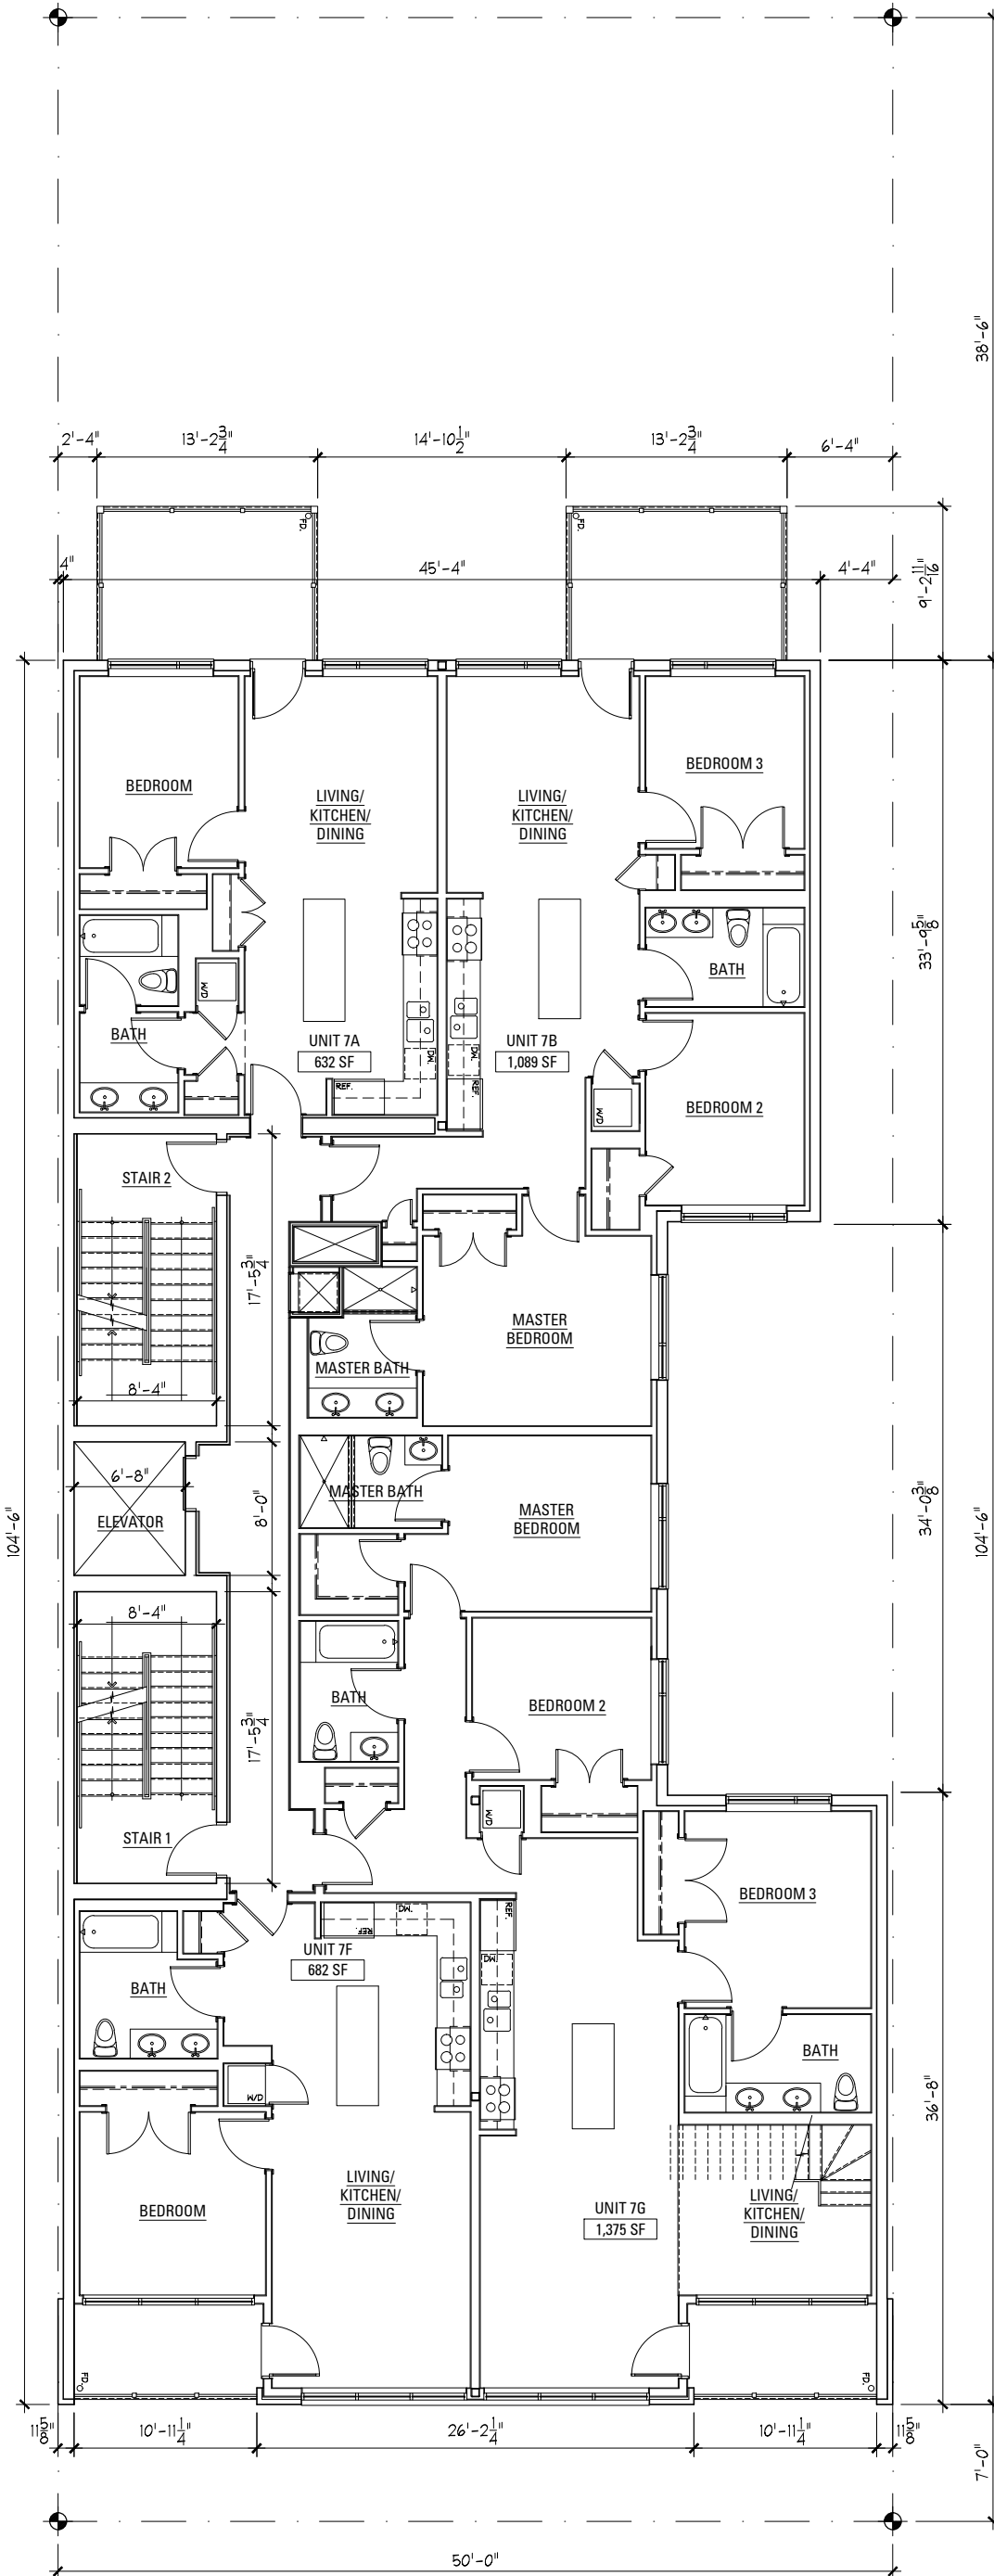 38'-6"
2'-4"
13'-2 3/4"
14'-10 1/2"
13'-2 3/4"
6'-4"
FD.
FD.
4"
45'-4"
4'-4"
9'-2 11/16"
BEDROOM
LIVING/
KITCHEN/
DINING
LIVING/
KITCHEN/
DINING
BEDROOM 3
33'-9 5/8"
W/D
BATH
BATH
UNIT 7A
632 SF
DW.
REF.
UNIT 7B
1,089 SF
DW.
REF.
W/D
BEDROOM 2
STAIR 2
17'-5 3/4"
8'-4"
MASTER
BEDROOM
MASTER BATH
104'-6"
6'-8"
ELEVATOR
8'-0"
MASTER BATH
MASTER
BEDROOM
34'-0 3/8"
104'-6"
8'-4"
17'-5 3/4"
BATH
BEDROOM 2
STAIR 1
W/D
BEDROOM 3
REF.
DW.
UNIT 7F
682 SF
REF.
DW.
BATH
BATH
W/D
36'-8"
BEDROOM
LIVING/
KITCHEN/
DINING
UNIT 7G
1,375 SF
LIVING/
KITCHEN/
DINING
FD.
FD.
11 5/8"
10'-11 1/4"
26'-2 1/4"
10'-11 1/4"
11 5/8"
7'-0"
50'-0"